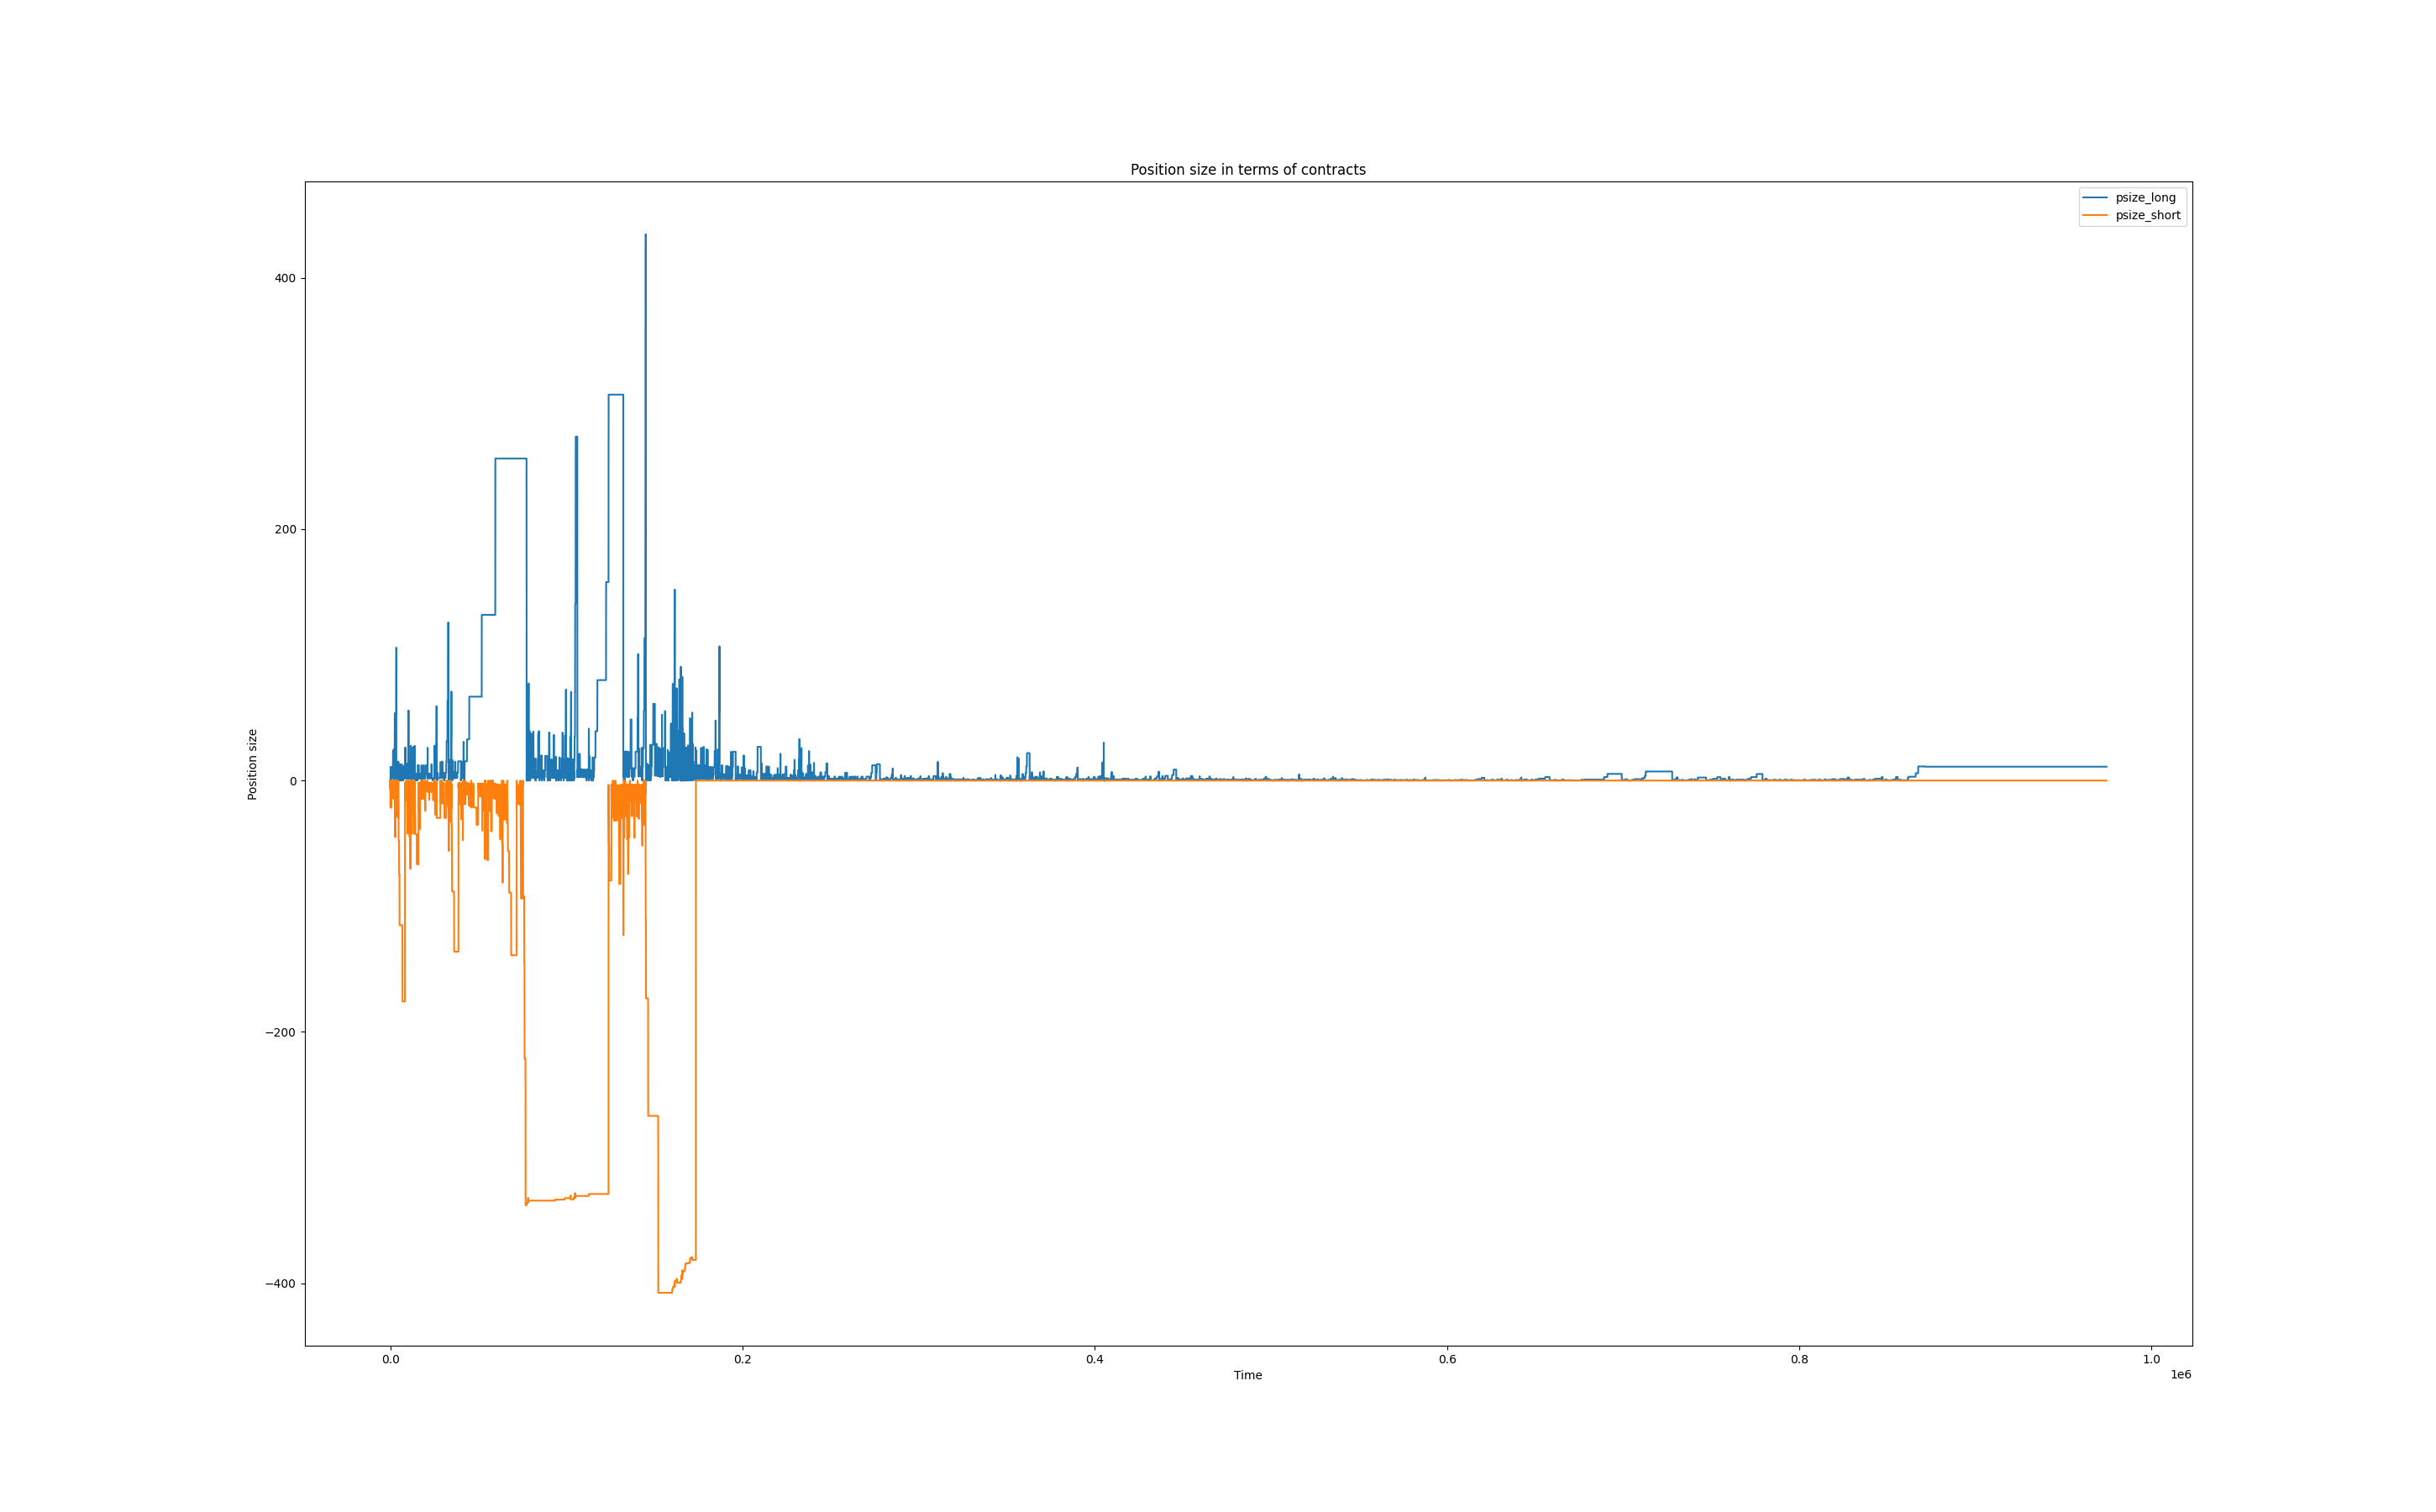 Position size in terms of contracts
psize_long
psize_short
400
200
0
−200
−400
Position size
0.0
0.2
0.4
0.6
0.8
1.0
Time
1e6